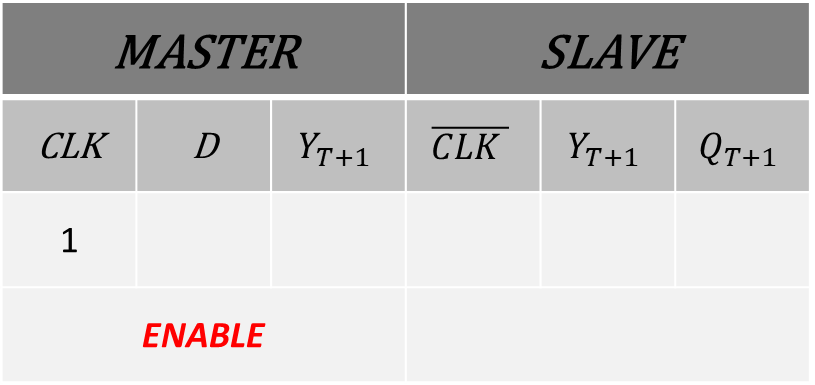 MASTER SLAVE
CLK D Y_{T+1} \overline{CLK} Y_{T+1} Q_{T+1}
1
ENABLE